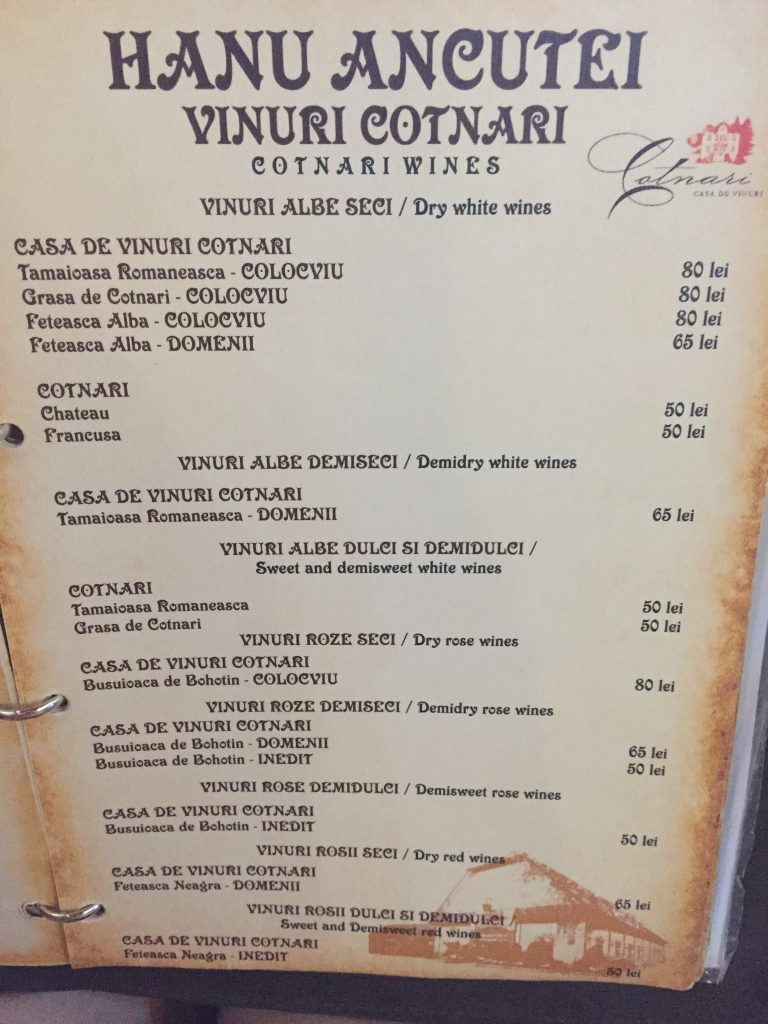 HANU ANCUTEI
VINURI COTNARI
COTNARI WINES
Cotnari
CASA DE VINURI
VINURI ALBE SECI / Dry white wines
CASA DE VINURI COTNARI
Tamaioasa Romaneasca - COLOCVIU 80 lei
Grasa de Cotnari - COLOCVIU 80 lei
Feteasca Alba - COLOCVIU 80 lei
Feteasca Alba - DOMENII 65 lei
COTNARI
Chateau 50 lei
Francusa 50 lei
VINURI ALBE DEMISECI / Demidry white wines
CASA DE VINURI COTNARI
Tamaioasa Romaneasca - DOMENII 65 lei
VINURI ALBE DULCI SI DEMIDULCI /
Sweet and demisweet white wines
COTNARI
Tamaioasa Romaneasca 50 lei
Grasa de Cotnari 50 lei
VINURI ROZE SECI / Dry rose wines
CASA DE VINURI COTNARI
Busuioaca de Bohotin - COLOCVIU 80 lei
VINURI ROZE DEMISECI / Demidry rose wines
CASA DE VINURI COTNARI
Busuioaca de Bohotin - DOMENII 65 lei
Busuioaca de Bohotin - INEDIT 50 lei
VINURI ROSE DEMIDULCI / Demisweet rose wines
CASA DE VINURI COTNARI
Busuioaca de Bohotin - INEDIT 50 lei
VINURI ROSII SECI / Dry red wines
CASA DE VINURI COTNARI
Feteasca Neagra - DOMENII 65 lei
VINURI ROSII DULCI SI DEMIDULCI /
Sweet and Demisweet red wines
CASA DE VINURI COTNARI
Feteasca Neagra - INEDIT 50 lei